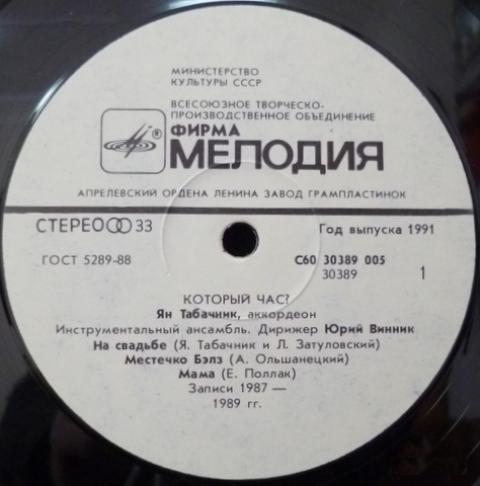 МИНИСТЕРСТВО
КУЛЬТУРЫ СССР
ВСЕСОЮЗНОЕ ТВОРЧЕСКО-
ПРОИЗВОДСТВЕННОЕ ОБЪЕДИНЕНИЕ
ФИРМА
МЕЛОДИЯ
АПРЕЛЕВСКИЙ ОРДЕНА ЛЕНИНА ЗАВОД ГРАМПЛАСТИНОК
СТЕРЕО 33
Год выпуска 1991
ГОСТ 5289-88
С60 30389 005
30389
1
КОТОРЫЙ ЧАС?
Ян Табачник, аккордеон
Инструментальный ансамбль. Дирижер Юрий Винник
На свадьбе (Я. Табачник и Л. Затуловский)
Местечко Бэлз (А. Ольшанецкий)
Мама (Е. Поллак)
Записи 1987 —
1989 гг.